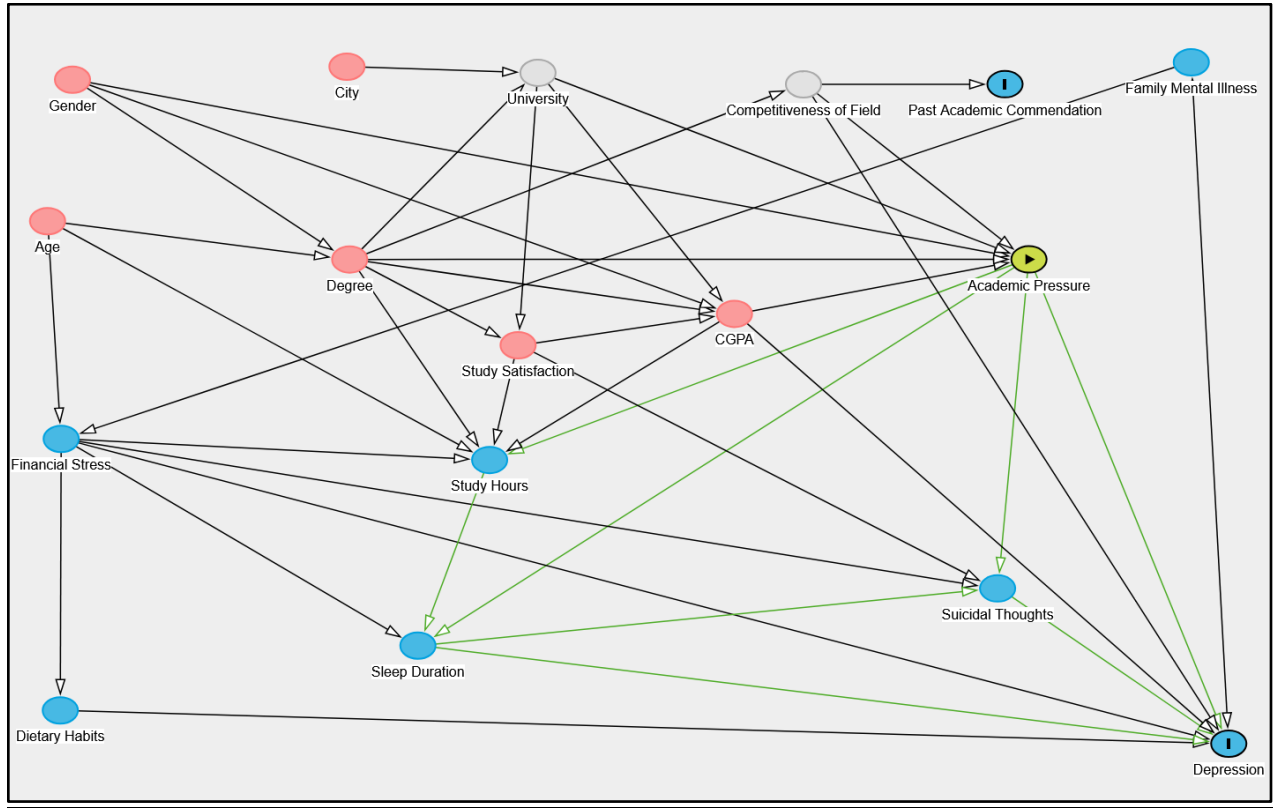 Gender
City
University
Competitiveness of Field
Past Academic Commendation
Family Mental Illness
Age
Degree
Academic Pressure
CGPA
Study Satisfaction
Financial Stress
Study Hours
Suicidal Thoughts
Sleep Duration
Dietary Habits
Depression